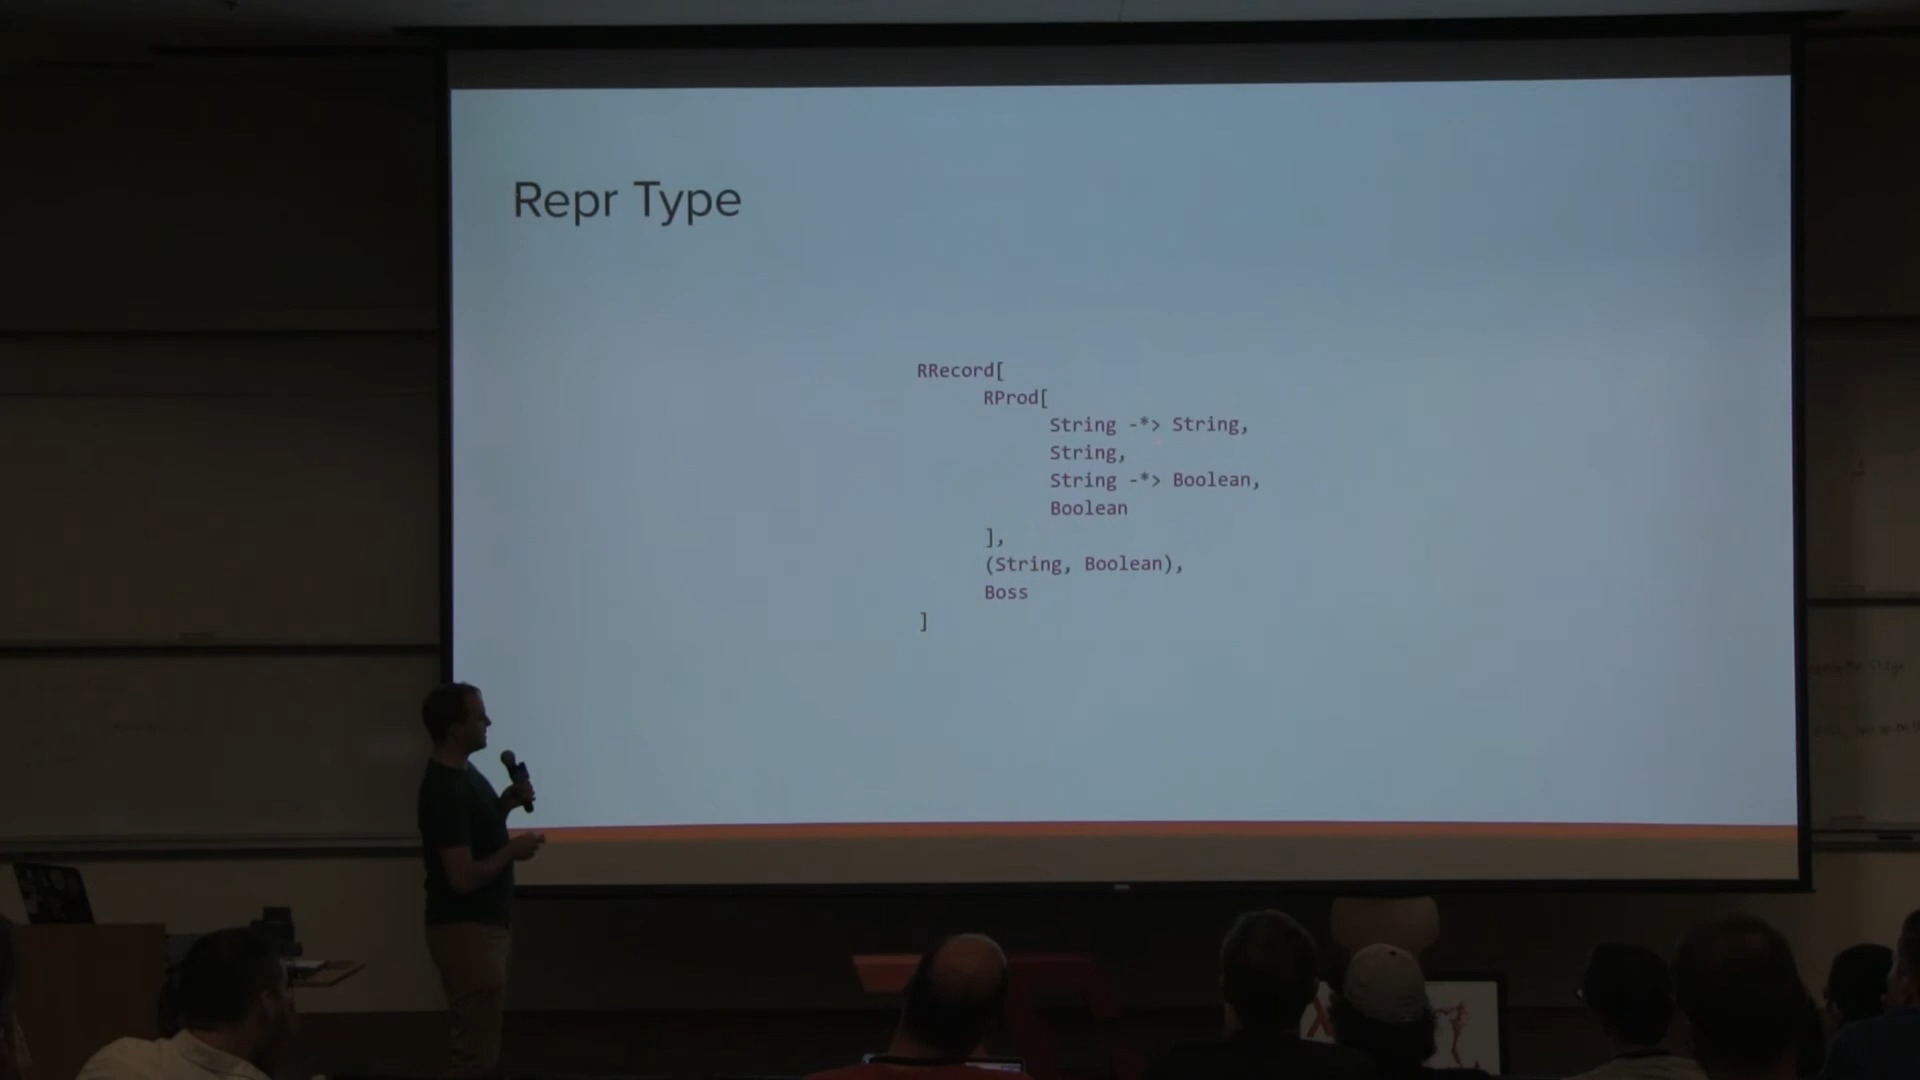 Repr Type
RRecord[
RProd[
String -*> String,
String,
String -*> Boolean,
Boolean
],
(String, Boolean),
Boss
]